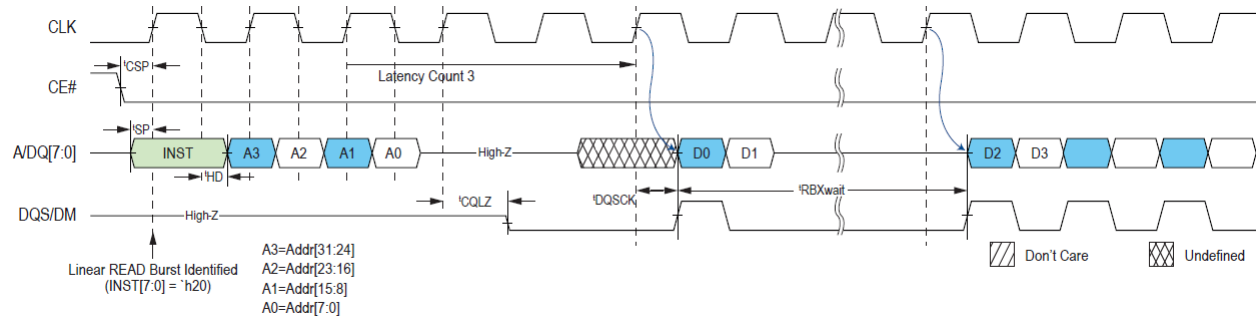 CLK
tCSP
Latency Count 3
CE#
tSP
A/DQ[7:0]
INST
A3
A2
A1
A0
High-Z
D0
D1
D2
D3
tHD
tCQLZ
tDQSCK
tRBXwait
DQS/DM
High-Z
Linear READ Burst Identified
(INST[7:0] = `h20)
A3=Addr[31:24]
A2=Addr[23:16]
A1=Addr[15:8]
A0=Addr[7:0]
Don't Care
Undefined